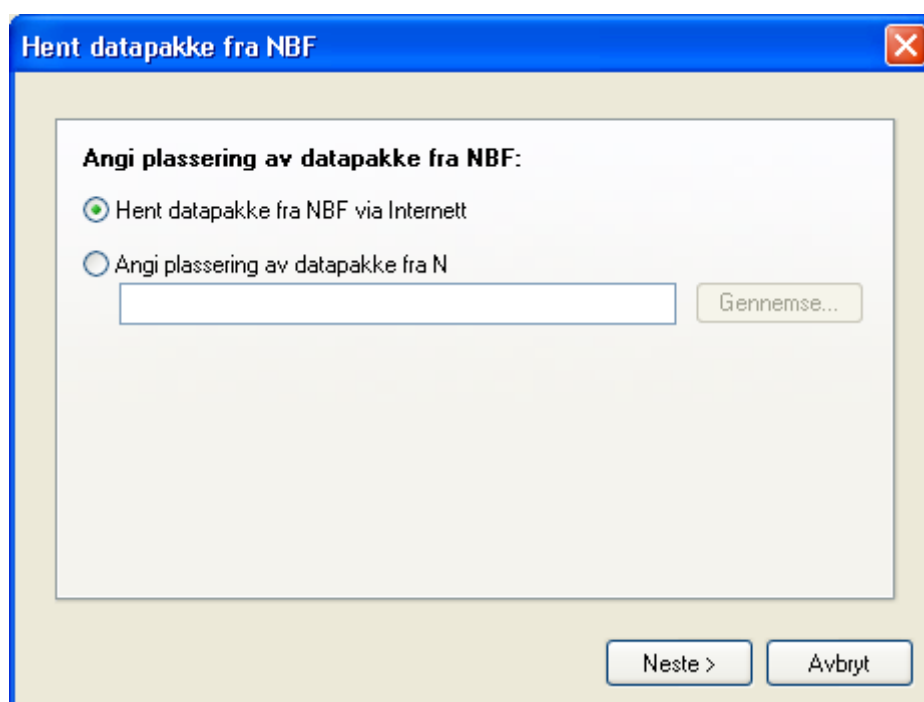 Hent datapakke fra NBF
Angi plassering av datapakke fra NBF:
Hent datapakke fra NBF via Internett
Angi plassering av datapakke fra N
Gennemse...
Neste >
Avbryt